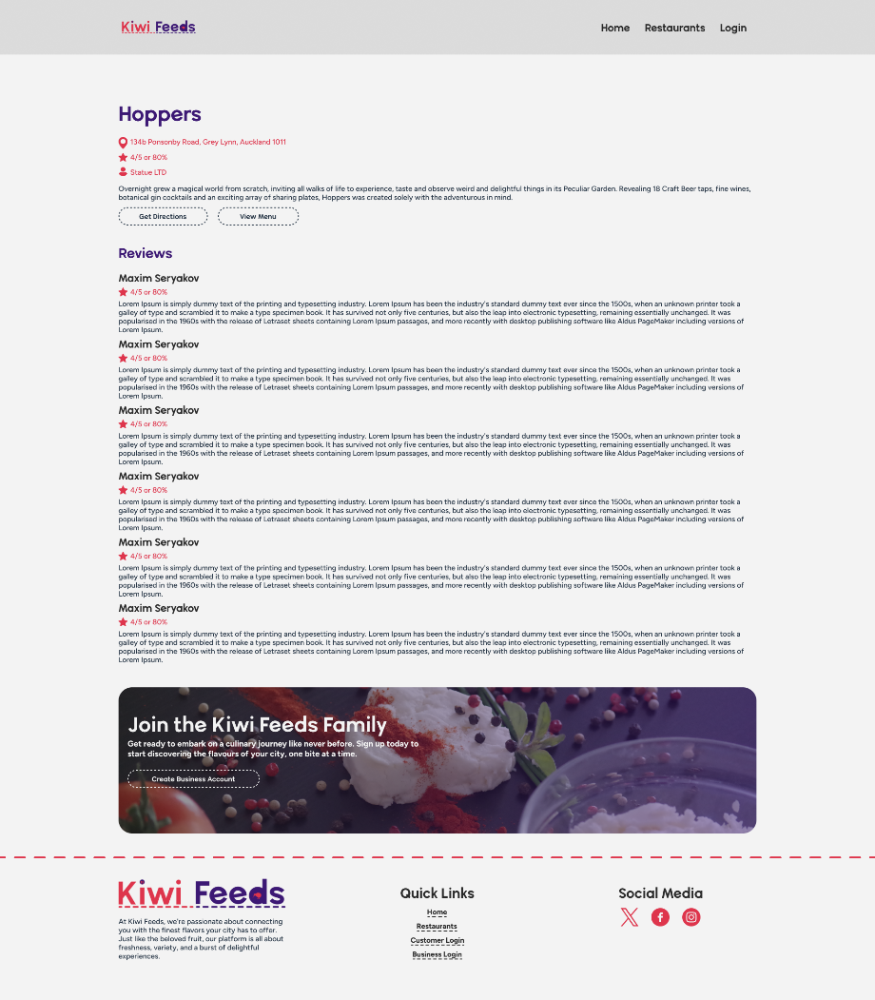 Kiwi Feeds
Home Restaurants Login
Hoppers
134b Ponsonby Road, Grey Lynn, Auckland 1011
4/5 or 80%
Statue LTD
Overnight grew a magical world from scratch, inviting all walks of life to experience, taste and observe weird and delightful things in its Peculiar Garden. Revealing 18 Craft Beer taps, fine wines,
botanical gin cocktails and an exciting array of sharing plates, Hoppers was created solely with the adventurous in mind.
Get Directions View Menu
Reviews
Maxim Seryakov
4/5 or 80%
Lorem Ipsum is simply dummy text of the printing and typesetting industry. Lorem Ipsum has been the industry's standard dummy text ever since the 1500s, when an unknown printer took a
galley of type and scrambled it to make a type specimen book. It has survived not only five centuries, but also the leap into electronic typesetting, remaining essentially unchanged. It was
popularised in the 1960s with the release of Letraset sheets containing Lorem Ipsum passages, and more recently with desktop publishing software like Aldus PageMaker including versions of
Lorem Ipsum.
Maxim Seryakov
4/5 or 80%
Lorem Ipsum is simply dummy text of the printing and typesetting industry. Lorem Ipsum has been the industry's standard dummy text ever since the 1500s, when an unknown printer took a
galley of type and scrambled it to make a type specimen book. It has survived not only five centuries, but also the leap into electronic typesetting, remaining essentially unchanged. It was
popularised in the 1960s with the release of Letraset sheets containing Lorem Ipsum passages, and more recently with desktop publishing software like Aldus PageMaker including versions of
Lorem Ipsum.
Maxim Seryakov
4/5 or 80%
Lorem Ipsum is simply dummy text of the printing and typesetting industry. Lorem Ipsum has been the industry's standard dummy text ever since the 1500s, when an unknown printer took a
galley of type and scrambled it to make a type specimen book. It has survived not only five centuries, but also the leap into electronic typesetting, remaining essentially unchanged. It was
popularised in the 1960s with the release of Letraset sheets containing Lorem Ipsum passages, and more recently with desktop publishing software like Aldus PageMaker including versions of
Lorem Ipsum.
Maxim Seryakov
4/5 or 80%
Lorem Ipsum is simply dummy text of the printing and typesetting industry. Lorem Ipsum has been the industry's standard dummy text ever since the 1500s, when an unknown printer took a
galley of type and scrambled it to make a type specimen book. It has survived not only five centuries, but also the leap into electronic typesetting, remaining essentially unchanged. It was
popularised in the 1960s with the release of Letraset sheets containing Lorem Ipsum passages, and more recently with desktop publishing software like Aldus PageMaker including versions of
Lorem Ipsum.
Maxim Seryakov
4/5 or 80%
Lorem Ipsum is simply dummy text of the printing and typesetting industry. Lorem Ipsum has been the industry's standard dummy text ever since the 1500s, when an unknown printer took a
galley of type and scrambled it to make a type specimen book. It has survived not only five centuries, but also the leap into electronic typesetting, remaining essentially unchanged. It was
popularised in the 1960s with the release of Letraset sheets containing Lorem Ipsum passages, and more recently with desktop publishing software like Aldus PageMaker including versions of
Lorem Ipsum.
Maxim Seryakov
4/5 or 80%
Lorem Ipsum is simply dummy text of the printing and typesetting industry. Lorem Ipsum has been the industry's standard dummy text ever since the 1500s, when an unknown printer took a
galley of type and scrambled it to make a type specimen book. It has survived not only five centuries, but also the leap into electronic typesetting, remaining essentially unchanged. It was
popularised in the 1960s with the release of Letraset sheets containing Lorem Ipsum passages, and more recently with desktop publishing software like Aldus PageMaker including versions of
Lorem Ipsum.
Join the Kiwi Feeds Family
Get ready to embark on a culinary journey like never before. Sign up today to
start discovering the flavours of your city, one bite at a time.
Create Business Account
Kiwi Feeds
At Kiwi Feeds, we're passionate about connecting
you with the finest flavors your city has to offer.
Just like the beloved fruit, our platform is all about
freshness, variety, and a burst of delightful
experiences.
Quick Links
Home
Restaurants
Customer Login
Business Login
Social Media